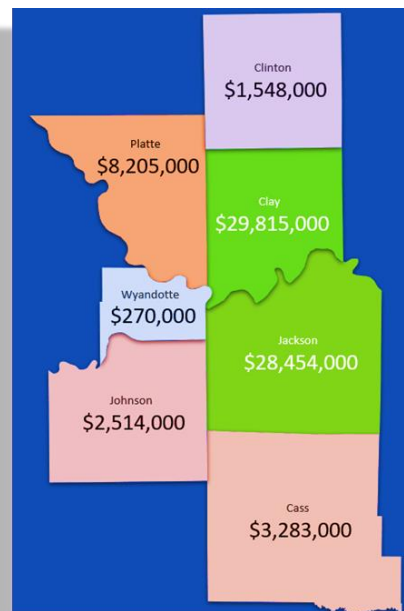 Clinton
$1,548,000
Platte
$8,205,000
Clay
$29,815,000
Wyandotte
$270,000
Jackson
$28,454,000
Johnson
$2,514,000
Cass
$3,283,000